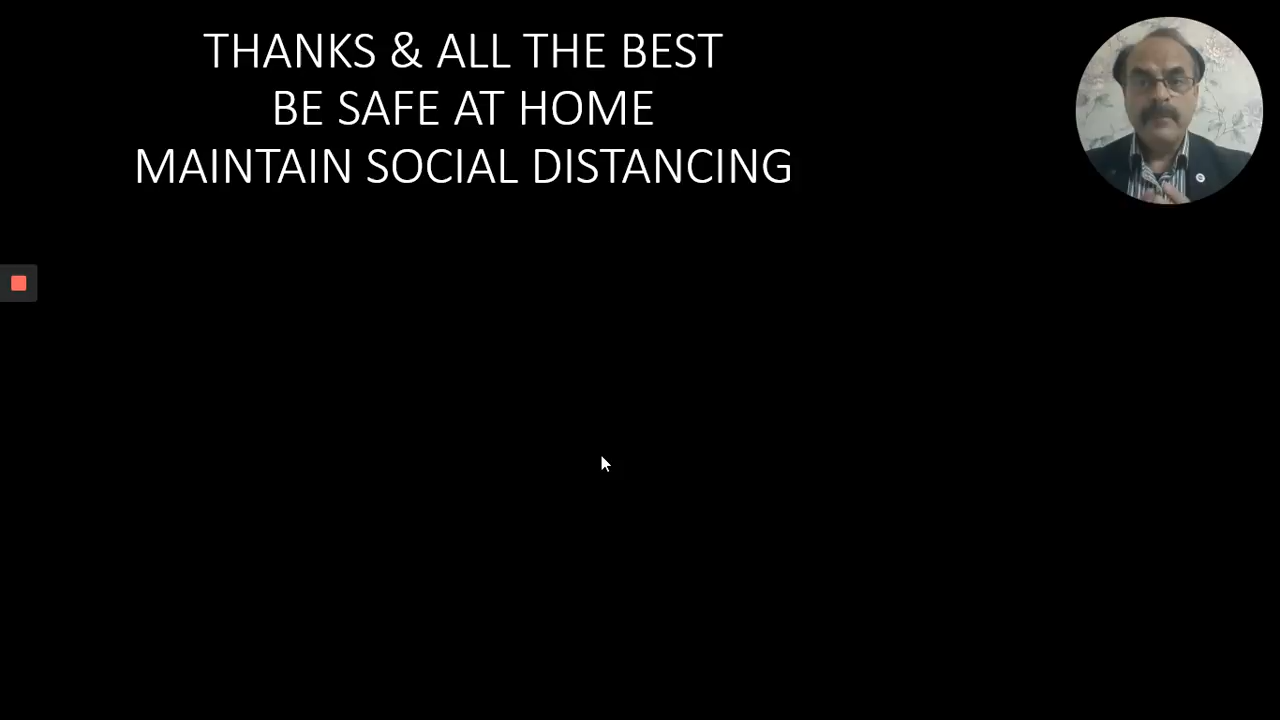 THANKS & ALL THE BEST
BE SAFE AT HOME
MAINTAIN SOCIAL DISTANCING